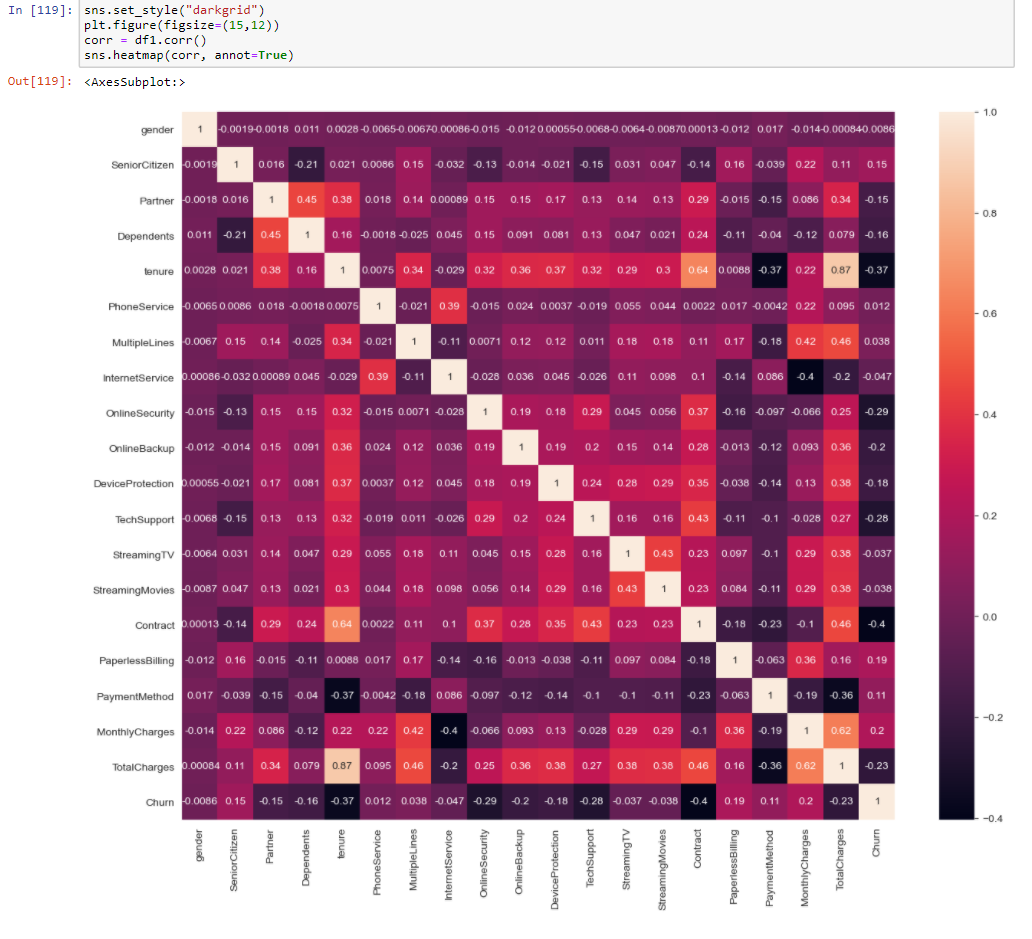 In [119]: sns.set_style("darkgrid")
plt.figure(figsize=(15,12))
corr = df1.corr()
sns.heatmap(corr, annot=True)
Out[119]: <AxesSubplot:>
gender 1 -0.0019 -0.0018 0.011 0.0028 -0.0065 -0.0067 0.00086 -0.015 -0.012 0.00055 -0.0068 -0.0064 -0.0087 0.00013 -0.012 0.017 -0.014 -0.00084 -0.0086 1.0
SeniorCitizen -0.0019 1 0.016 -0.21 0.021 0.0086 0.15 -0.032 -0.13 -0.014 -0.021 -0.15 0.031 0.047 -0.14 0.16 -0.039 0.22 0.11 0.15
Partner -0.0018 0.016 1 0.45 0.38 0.018 0.14 0.00089 0.15 0.15 0.17 0.13 0.14 0.13 0.29 -0.015 -0.15 0.086 0.34 -0.15 0.8
Dependents 0.011 -0.21 0.45 1 0.16 -0.0018 -0.025 0.045 0.15 0.091 0.081 0.13 0.047 0.021 0.24 -0.11 -0.04 -0.12 0.079 -0.16
tenure 0.0028 0.021 0.38 0.16 1 0.0075 0.34 -0.029 0.32 0.36 0.37 0.32 0.29 0.3 0.64 0.0088 -0.37 0.22 0.87 -0.37
PhoneService -0.0065 0.0086 0.018 -0.0018 0.0075 1 -0.021 0.39 -0.015 0.024 0.0037 -0.019 0.055 0.044 0.0022 0.017 -0.0042 0.22 0.095 0.012 0.6
MultipleLines -0.0067 0.15 0.14 -0.025 0.34 -0.021 1 -0.11 0.0071 0.12 0.12 0.011 0.18 0.18 0.11 0.17 -0.18 0.42 0.46 0.038
InternetService 0.00086 -0.032 0.00089 0.045 -0.029 0.39 -0.11 1 -0.028 0.036 0.045 -0.026 0.11 0.098 0.1 -0.14 0.086 -0.4 -0.2 -0.047
OnlineSecurity -0.015 -0.13 0.15 0.15 0.32 -0.015 0.0071 -0.028 1 0.19 0.18 0.29 0.045 0.056 0.37 -0.16 -0.097 -0.066 0.25 -0.29 0.4
OnlineBackup -0.012 -0.014 0.15 0.091 0.36 0.024 0.12 0.036 0.19 1 0.19 0.2 0.15 0.14 0.28 -0.013 -0.12 0.093 0.36 -0.2
DeviceProtection 0.00055 -0.021 0.17 0.081 0.37 0.0037 0.12 0.045 0.18 0.19 1 0.24 0.28 0.29 0.35 -0.038 -0.14 0.13 0.38 -0.18
TechSupport -0.0068 -0.15 0.13 0.13 0.32 -0.019 0.011 -0.026 0.29 0.2 0.24 1 0.16 0.16 0.43 -0.11 -0.1 -0.028 0.27 -0.28 0.2
StreamingTV -0.0064 0.031 0.14 0.047 0.29 0.055 0.18 0.11 0.045 0.15 0.28 0.16 1 0.43 0.23 0.097 -0.1 0.29 0.38 -0.037
StreamingMovies -0.0087 0.047 0.13 0.021 0.3 0.044 0.18 0.098 0.056 0.14 0.29 0.16 0.43 1 0.23 0.084 -0.11 0.29 0.38 -0.038
Contract 0.00013 -0.14 0.29 0.24 0.64 0.0022 0.11 0.1 0.37 0.28 0.35 0.43 0.23 0.23 1 -0.18 -0.23 -0.1 0.46 -0.4 0.0
PaperlessBilling -0.012 0.16 -0.015 -0.11 0.0088 0.017 0.17 -0.14 -0.16 -0.013 -0.038 -0.11 0.097 0.084 -0.18 1 -0.063 0.36 0.16 0.19
PaymentMethod 0.017 -0.039 -0.15 -0.04 -0.37 -0.0042 -0.18 0.086 -0.097 -0.12 -0.14 -0.1 -0.1 -0.11 -0.23 -0.063 1 -0.19 -0.36 0.11
MonthlyCharges -0.014 0.22 0.086 -0.12 0.22 0.22 0.42 -0.4 -0.066 0.093 0.13 -0.028 0.29 0.29 -0.1 0.36 -0.19 1 0.62 0.2 -0.2
TotalCharges 0.00084 0.11 0.34 0.079 0.87 0.095 0.46 -0.2 0.25 0.36 0.38 0.27 0.38 0.38 0.46 0.16 -0.36 0.62 1 -0.23
Churn -0.0086 0.15 -0.15 -0.16 -0.37 0.012 0.038 -0.047 -0.29 -0.2 -0.18 -0.28 -0.037 -0.038 -0.4 0.19 0.11 0.2 -0.23 1 -0.4
gender SeniorCitizen Partner Dependents tenure PhoneService MultipleLines InternetService OnlineSecurity OnlineBackup DeviceProtection TechSupport StreamingTV StreamingMovies Contract PaperlessBilling PaymentMethod MonthlyCharges TotalCharges Churn